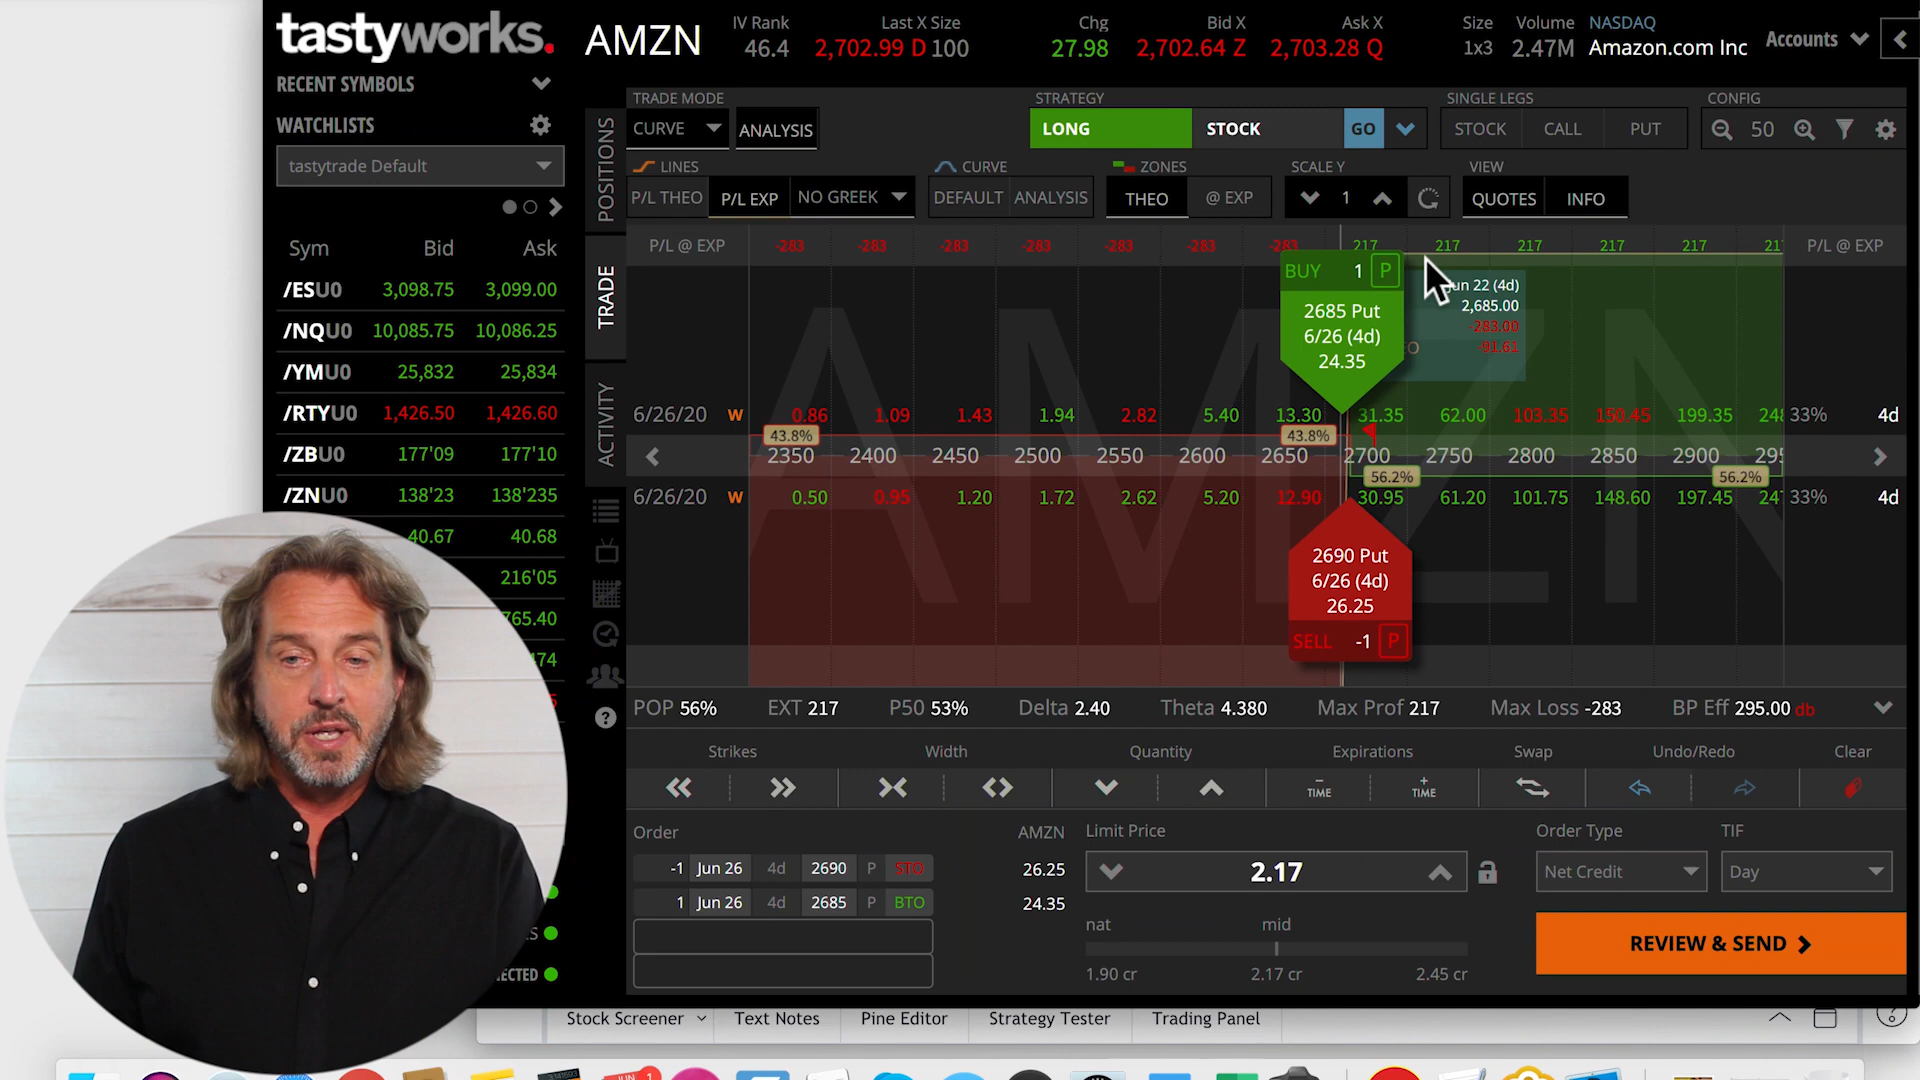 tastyworks.
AMZN
IV Rank
46.4
Last X Size
2,702.99 D 100
Chg
27.98
Bid X
2,702.64 Z
Ask X
2,703.28 Q
Size
1x3
Volume
2.47M
NASDAQ
Amazon.com Inc
Accounts
RECENT SYMBOLS
WATCHLISTS
tastytrade Default
Sym Bid Ask
/ESU0 3,098.75 3,099.00
/NQU0 10,085.75 10,086.25
/YMU0 25,832 25,834
/RTYU0 1,426.50 1,426.60
/ZBU0 177'09 177'10
/ZNU0 138'23 138'235
40.67 40.68
216'05
765.40
474
POSITIONS
TRADE
ACTIVITY
TRADE MODE
CURVE
ANALYSIS
STRATEGY
LONG
STOCK
GO
SINGLE LEGS
STOCK CALL PUT
CONFIG
50
LINES
P/L THEO P/L EXP NO GREEK
CURVE
DEFAULT ANALYSIS
ZONES
THEO @ EXP
SCALE Y
1
VIEW
QUOTES INFO
P/L @ EXP -283 -283 -283 -283 -283 -283 -283 217 217 217 217 217 217 P/L @ EXP
BUY 1 P
2685 Put
6/26 (4d)
24.35
Jun 22 (4d)
2,685.00
-283.00
-91.61
6/26/20 W 0.86 1.09 1.43 1.94 2.82 5.40 13.30 31.35 62.00 103.35 150.45 199.35 248 33% 4d
43.8% 43.8%
2350 2400 2450 2500 2550 2600 2650 2700 2750 2800 2850 2900 295
56.2% 56.2%
6/26/20 W 0.50 0.95 1.20 1.72 2.62 5.20 12.90 30.95 61.20 101.75 148.60 197.45 247 33% 4d
AMZN
2690 Put
6/26 (4d)
26.25
SELL -1 P
POP 56% EXT 217 P50 53% Delta 2.40 Theta 4.380 Max Prof 217 Max Loss -283 BP Eff 295.00 db
Strikes Width Quantity Expirations Swap Undo/Redo Clear
− TIME + TIME
Order AMZN
-1 Jun 26 4d 2690 P STO 26.25
1 Jun 26 4d 2685 P BTO 24.35
Limit Price
2.17
nat mid
1.90 cr 2.17 cr 2.45 cr
Order Type
Net Credit
TIF
Day
REVIEW & SEND
Stock Screener Text Notes Pine Editor Strategy Tester Trading Panel
JUN 1